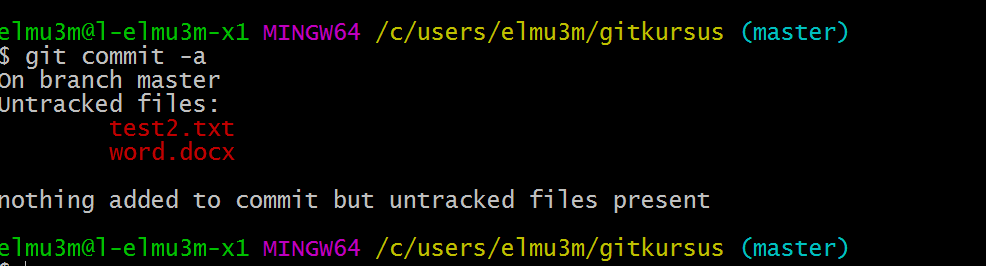 elmu3m@l-elmu3m-x1 MINGW64 /c/users/elmu3m/gitkursus (master)
$ git commit -a
On branch master
Untracked files:
        test2.txt
        word.docx

nothing added to commit but untracked files present

elmu3m@l-elmu3m-x1 MINGW64 /c/users/elmu3m/gitkursus (master)
$